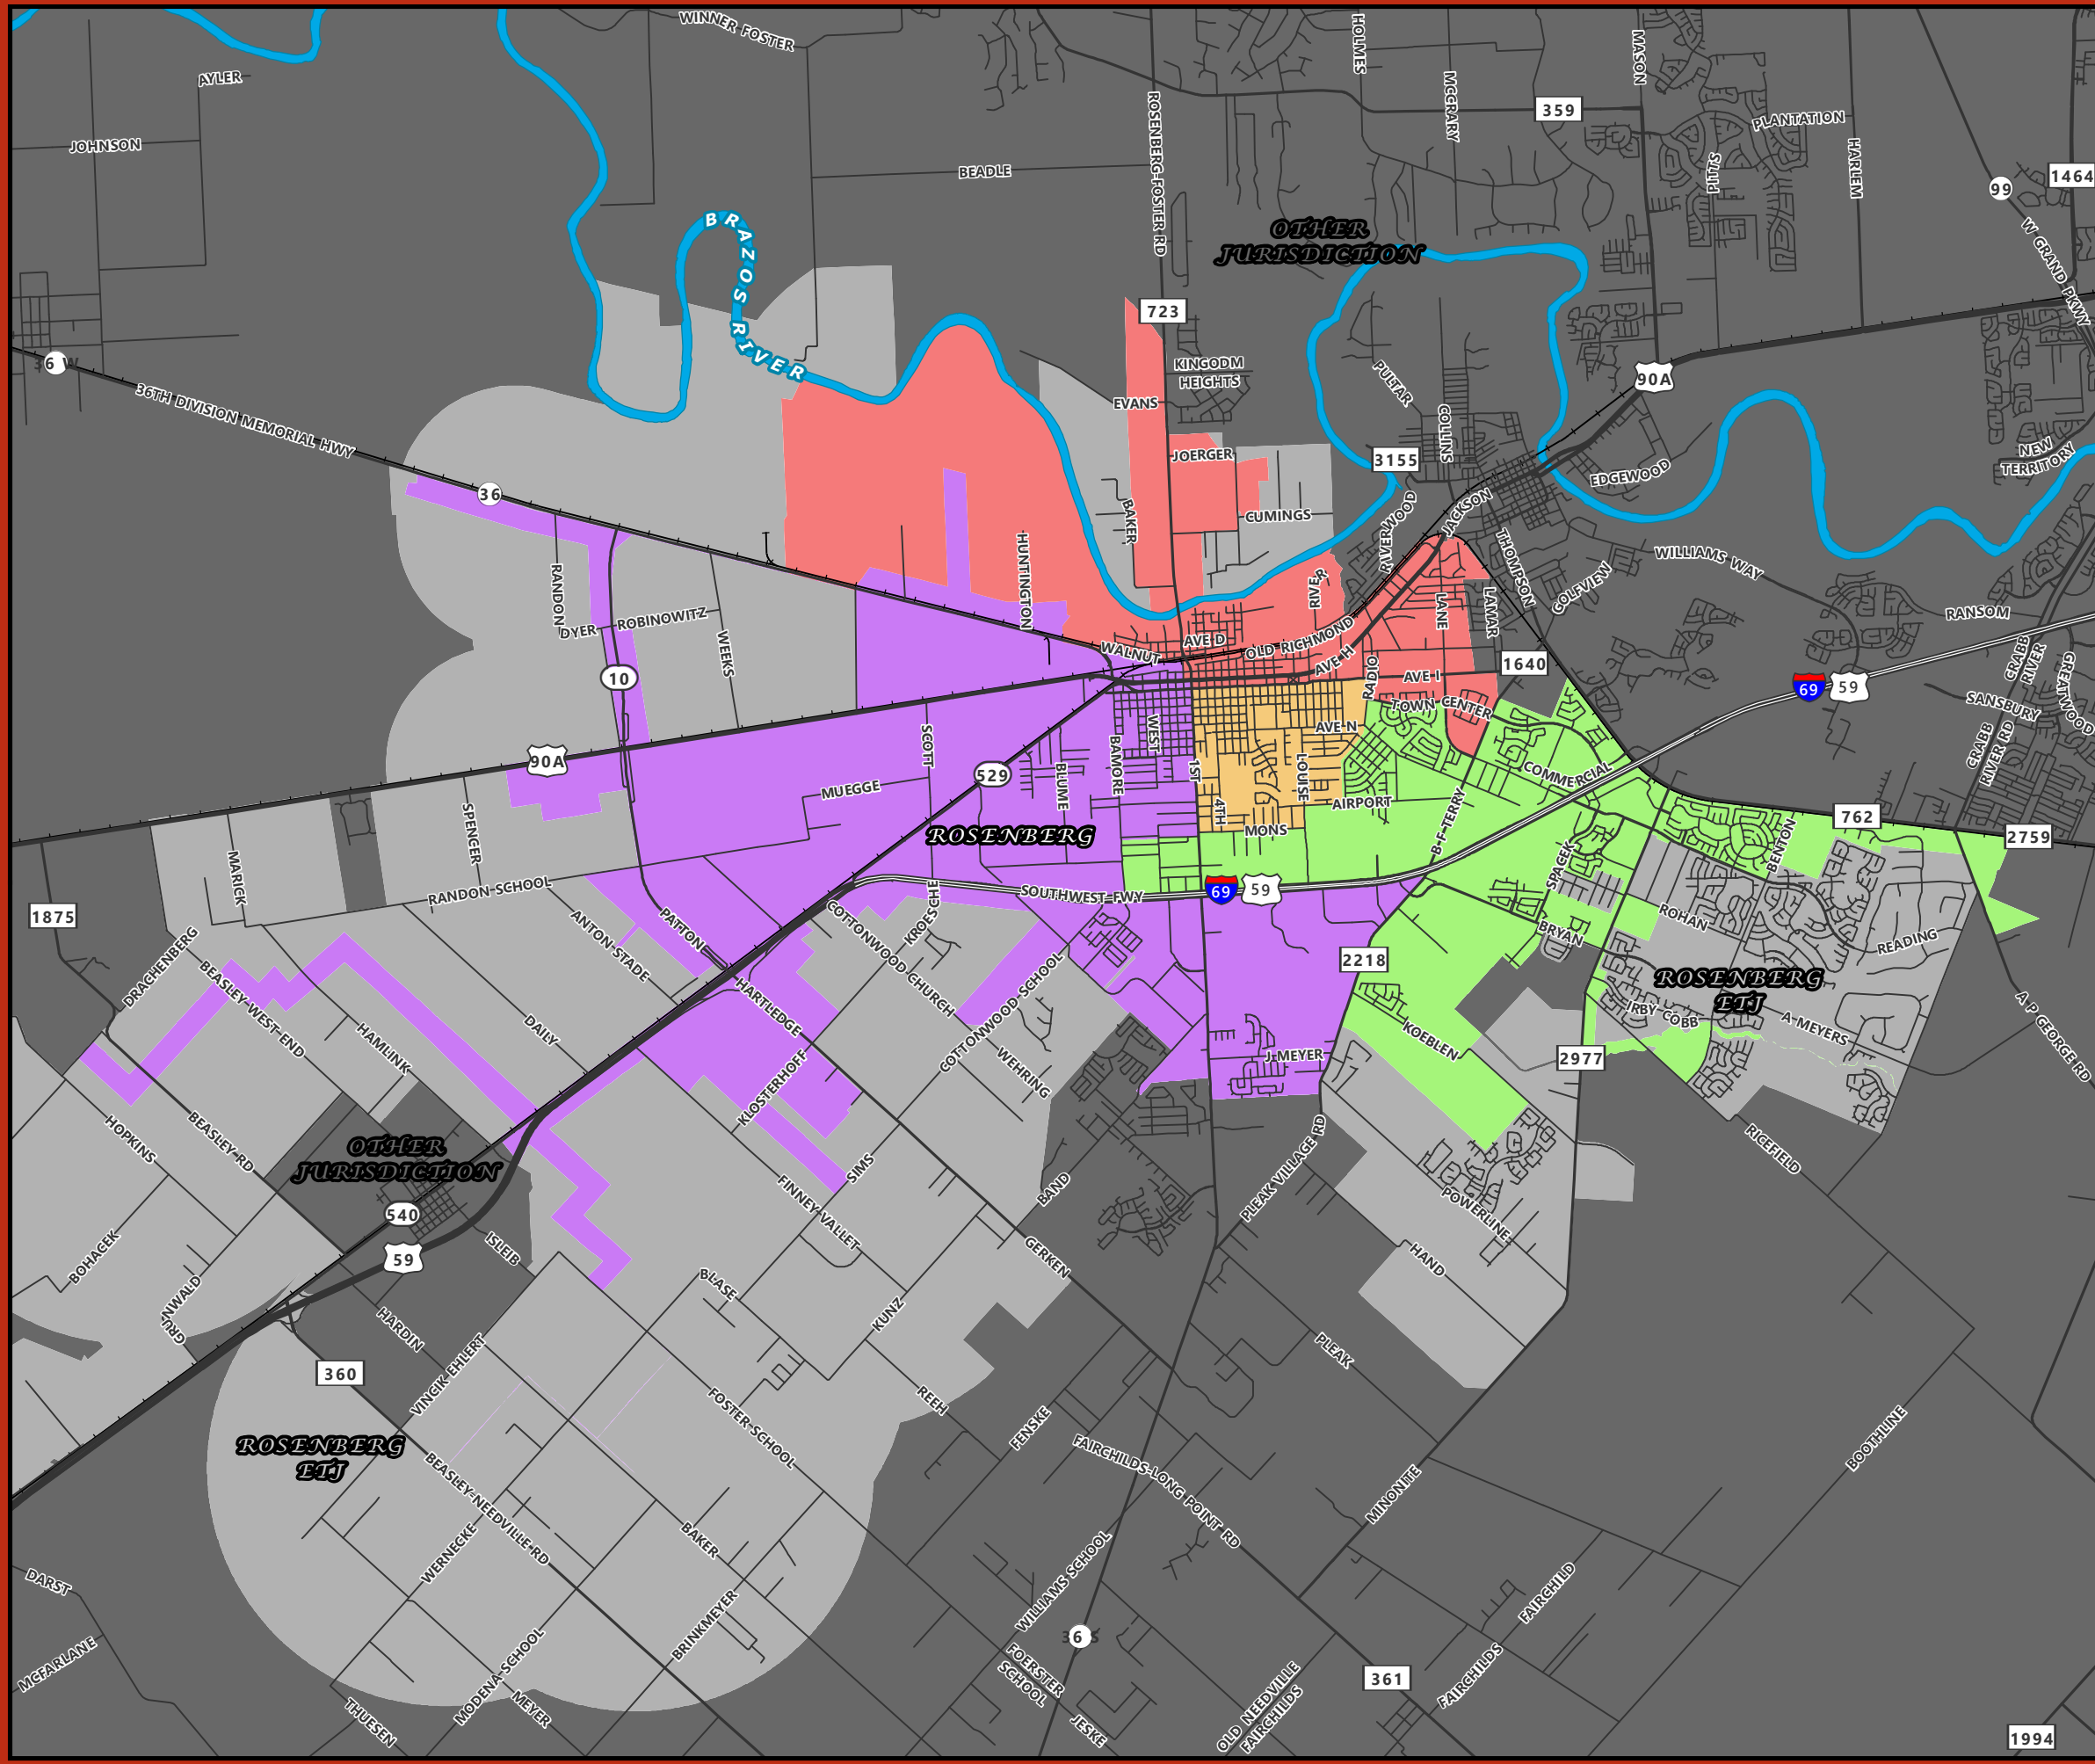 WINNER FOSTER
HOLMES
MASON
AYLER
MCCRARY
359
PLANTATION
JOHNSON
ROSENBERG-FOSTER RD
HARLEM
PITTS
BEADLE
1464
99
W GRAND PKWY
BRAZOS RIVER
OTHER
JURISDICTION
723
36 W
KINGODM
HEIGHTS
PULTAR
90A
36TH DIVISION MEMORIAL HWY
EVANS
COLLINS
JOERGER
3155
EDGEWOOD
NEW
TERRITORY
36
BAKER
CUMINGS
RIVERWOOD
JACKSON
THOMPSON
WILLIAMS WAY
HUNTINGTON
RANDON
RIVER
LANE
LAMAR
GOLFVIEW
RANSOM
DYER
ROBINOWITZ
WEEKS
WALNUT
AVE D
OLD RICHMOND
AVE H
RADIO
AVE I
1640
CRABB
RIVER
GREATWOOD
10
69
59
TOWN CENTER
SANSBURY
SCOTT
WEST
AVE N
CRABB
RIVER RD
90A
529
BLUME
BAMORE
1ST
LOUISE
COMMERCIAL
MUEGGE
4TH
AIRPORT
SPENCER
ROSENBERG
MONS
B F TERRY
762
2759
BENTON
MARICK
RANDON SCHOOL
SOUTHWEST FWY
69
59
SPACEK
1875
ANTON STADE
PATTON
COTTONWOOD CHURCH
KROESCHE
ROHAN
BRYAN
READING
DRACHENBERG
BEASLEY WEST END
2218
ROSENBERG
ETJ
HARTLEDGE
COTTONWOOD SCHOOL
DAILY
HAMLINK
IRBY COBB
A MEYERS
KOEBLEN
A P GEORGE RD
J MEYER
2977
WEHRING
KLOSTERHOFF
HOPKINS
BEASLEY RD
OTHER
JURISDICTION
SIMS
BAND
PLEAK VILLAGE RD
RICEFIELD
540
FINNEY-VALLET
POWERLINE
BOHACEK
ISLEIB
59
GERKEN
HAND
GRUNWALD
BLASE
HARDIN
KUNZ
PLEAK
360
VINCIK EHLERT
REEH
FOSTER SCHOOL
FENSKE
ROSENBERG
ETJ
FAIRCHILDS-LONG POINT RD
BOOTHLINE
BEASLEY-NEEDVILLE RD
MINONITE
BAKER
WERNECKE
DARST
WILLIAMS SCHOOL
FAIRCHILD
BRINKMEYER
36 S
MCFARLANE
MODENA SCHOOL
FOERSTER
SCHOOL
361
FAIRCHILDS
THUESEN
MEYER
JESKE
OLD NEEDVILLE
FAIRCHILDS
1994